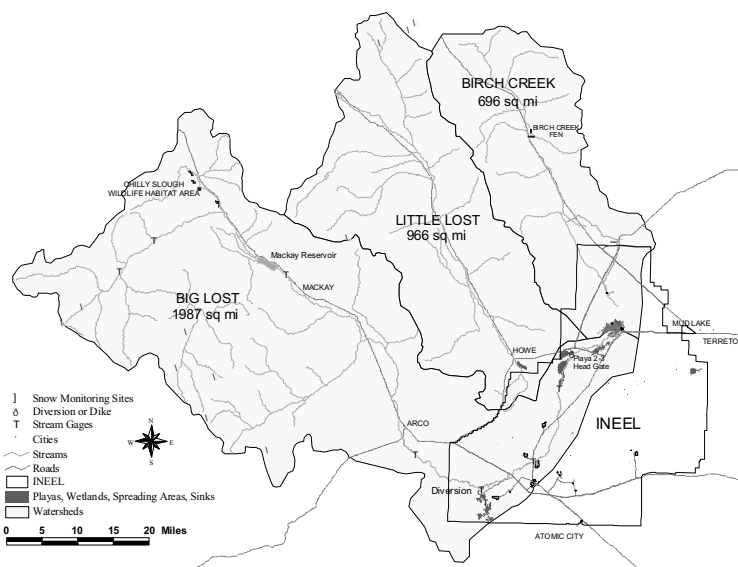 BIRCH CREEK
696 sq mi
BIRCH CREEK
FEN
CHILLY SLOUGH
WILDLIFE HABITAT AREA
LITTLE LOST
966 sq mi
Mackay Reservoir
MACKAY
BIG LOST
1987 sq mi
MUD LAKE
TERRETO
HOWE
Playa 2-3
Head Gate
ARCO
INEEL
Diversion
ATOMIC CITY
Snow Monitoring Sites
Diversion or Dike
T Stream Gages
Cities
Streams
Roads
INEEL
Playas, Wetlands, Spreading Areas, Sinks
Watersheds
N
W E
S
0 5 10 15 20 Miles